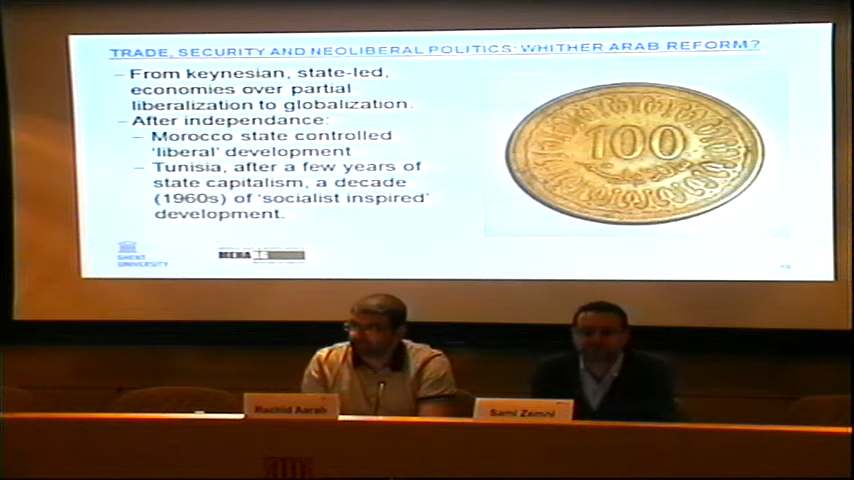 TRADE, SECURITY AND NEOLIBERAL POLITICS: WHITHER ARAB REFORM?
– From keynesian, state-led,
economies over partial
liberalization to globalization.
– After independence:
– Morocco state controlled
'liberal' development
– Tunisia, after a few years of
state capitalism, a decade
(1960s) of 'socialist inspired'
development.
100
GHENT
UNIVERSITY
Rachid Aarab
Sami Zemni